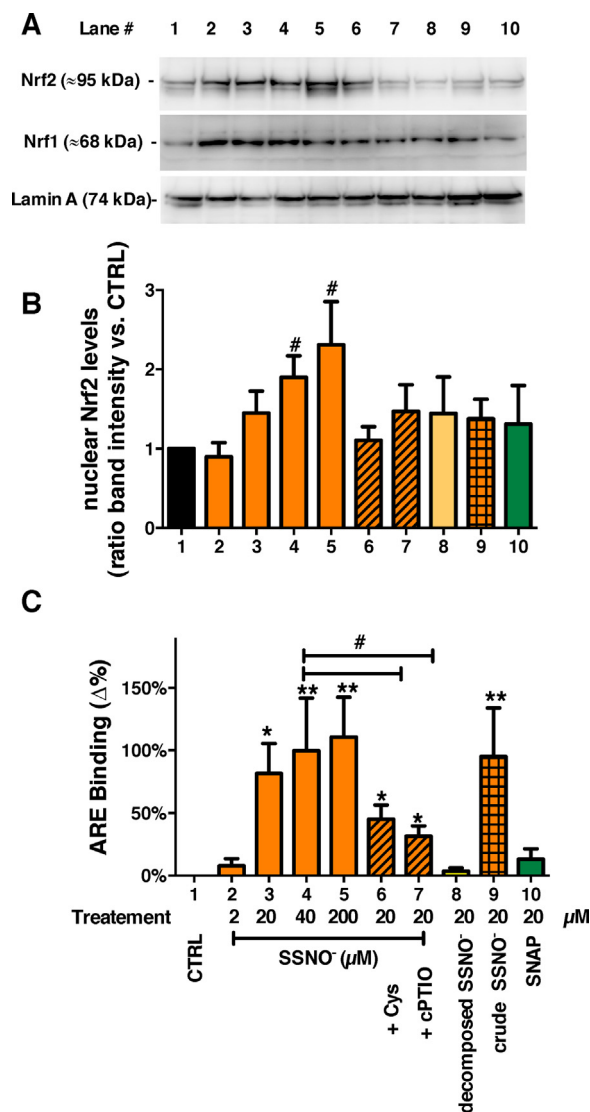 A Lane # 1 2 3 4 5 6 7 8 9 10
Nrf2 (≈95 kDa) -
Nrf1 (≈68 kDa) -
Lamin A (74 kDa)-
B
nuclear Nrf2 levels
(ratio band intensity vs. CTRL)
3
2
1
0
# #
1 2 3 4 5 6 7 8 9 10
C
ARE Binding (Δ%)
150%
100%
50%
0%
#
* ** ** * * **
1 2 3 4 5 6 7 8 9 10
Treatement 2 20 40 200 20 20 20 20 20 µM
CTRL
SSNO⁻ (µM)
+ Cys
+ cPTIO
decomposed SSNO⁻
crude SSNO⁻
SNAP